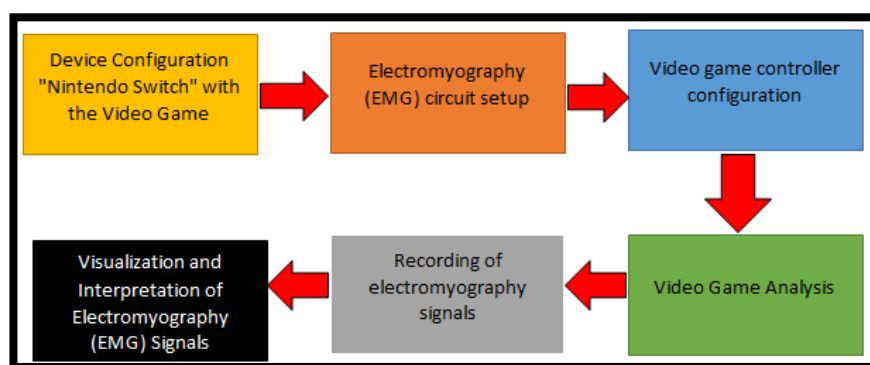 Device Configuration
"Nintendo Switch" with
the Video Game
Electromyography
(EMG) circuit setup
Video game controller
configuration
Video Game Analysis
Recording of
electromyography
signals
Visualization and
Interpretation of
Electromyography
(EMG) Signals